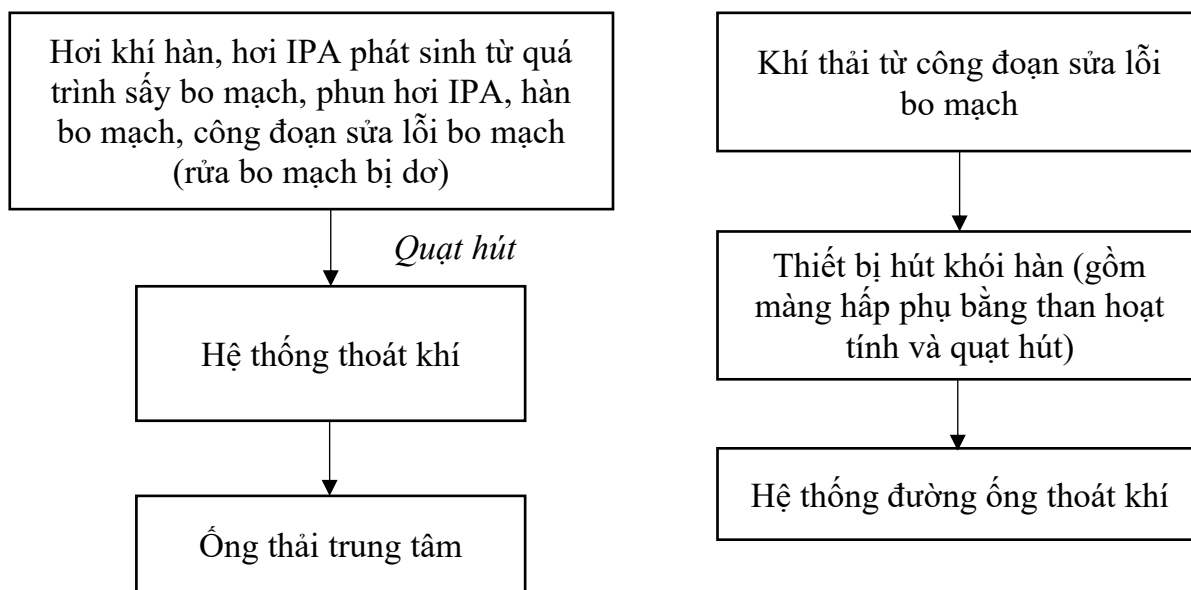 Hơi khí hàn, hơi IPA phát sinh từ quá
trình sấy bo mạch, phun hơi IPA, hàn
bo mạch, công đoạn sửa lỗi bo mạch
(rửa bo mạch bị dơ)
Quạt hút
Hệ thống thoát khí
Ống thải trung tâm
Khí thải từ công đoạn sửa lỗi
bo mạch
Thiết bị hút khói hàn (gồm
màng hấp phụ bằng than hoạt
tính và quạt hút)
Hệ thống đường ống thoát khí